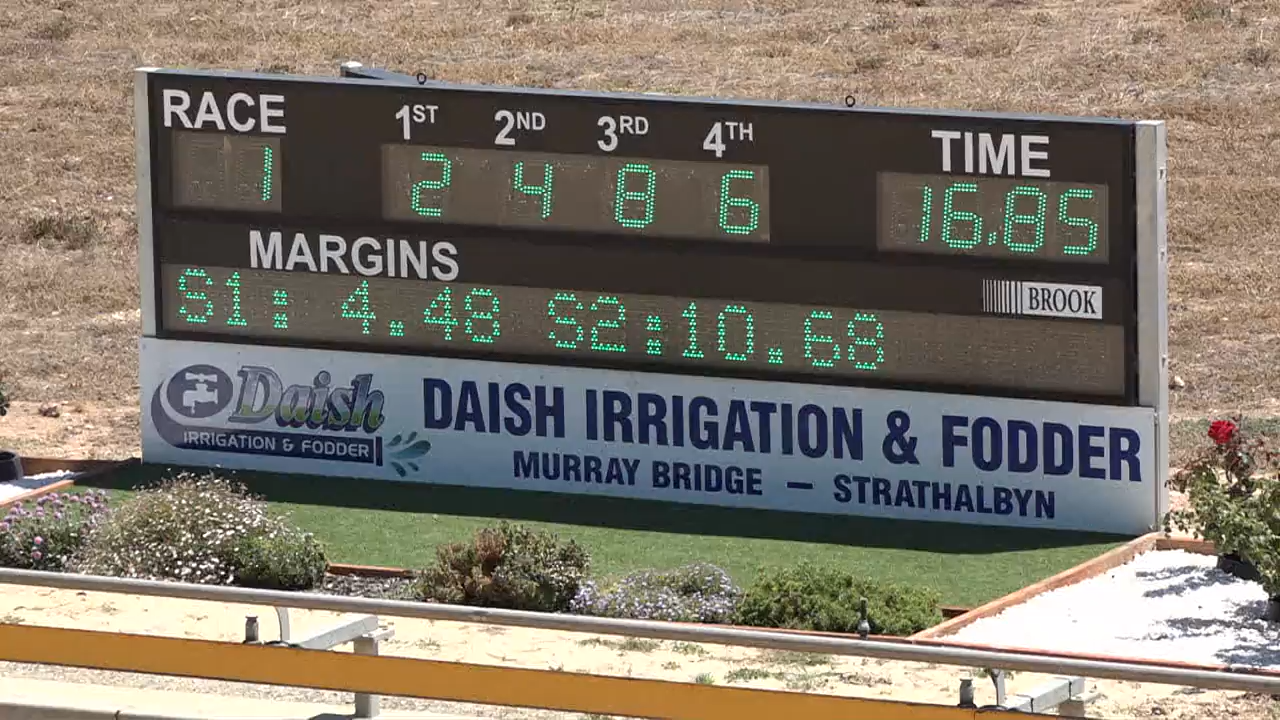 RACE 1ST 2ND 3RD 4TH TIME
1 2 4 8 6 16.85
MARGINS
BROOK
S1: 4.48 S2:10.68
Daish
IRRIGATION & FODDER
DAISH IRRIGATION & FODDER
MURRAY BRIDGE – STRATHALBYN